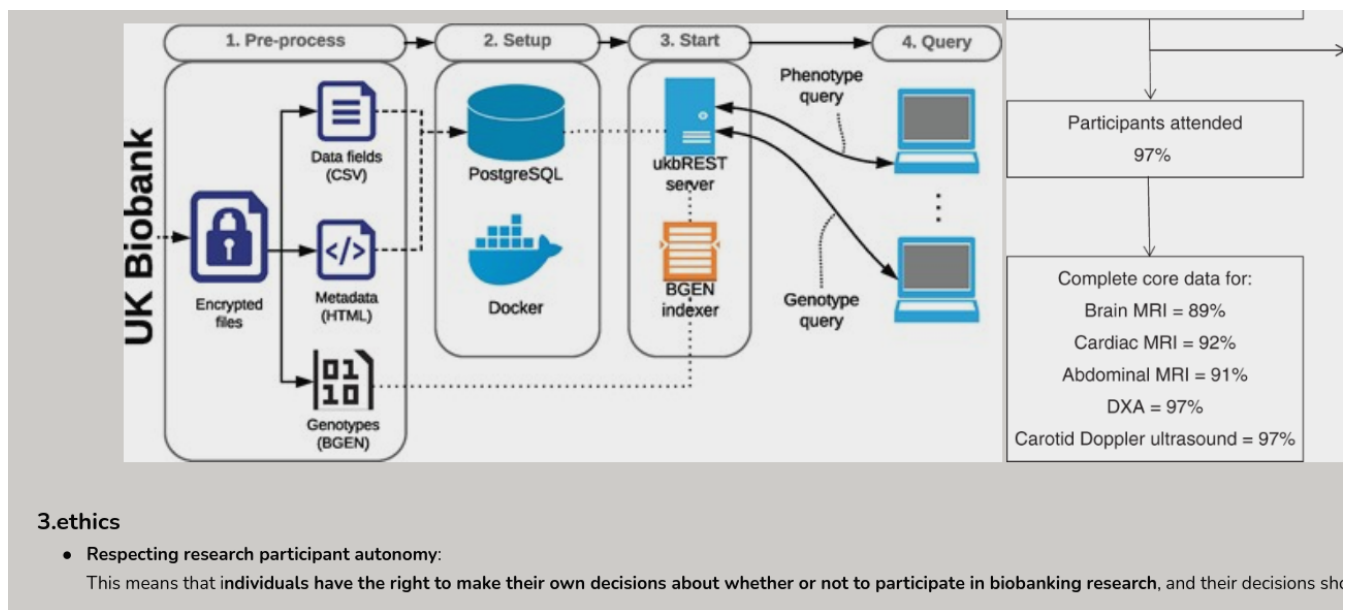 1. Pre-process
2. Setup
3. Start
4. Query
UK Biobank
Encrypted
files
Data fields
(CSV)
Metadata
(HTML)
0110
Genotypes
(BGEN)
PostgreSQL
Docker
ukbREST
server
BGEN
indexer
Phenotype
query
Genotype
query
Participants attended
97%
Complete core data for:
Brain MRI = 89%
Cardiac MRI = 92%
Abdominal MRI = 91%
DXA = 97%
Carotid Doppler ultrasound = 97%
3.ethics
• Respecting research participant autonomy:
This means that individuals have the right to make their own decisions about whether or not to participate in biobanking research, and their decisions